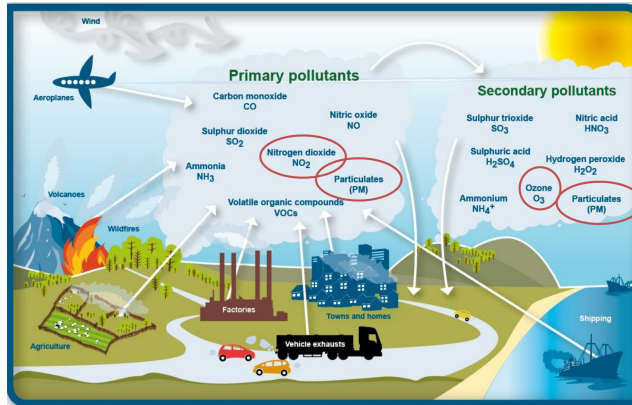 Wind
Aeroplanes
Primary pollutants
Carbon monoxide
CO
Nitric oxide
NO
Sulphur dioxide
SO₂
Nitrogen dioxide
NO₂
Ammonia
NH₃
Particulates
(PM)
Volatile organic compounds
VOCs
Secondary pollutants
Sulphur trioxide
SO₃
Nitric acid
HNO₃
Sulphuric acid
H₂SO₄
Hydrogen peroxide
H₂O₂
Ozone
O₃
Ammonium
NH₄⁺
Particulates
(PM)
Volcanoes
Wildfires
Agriculture
Factories
Towns and homes
Vehicle exhausts
Shipping